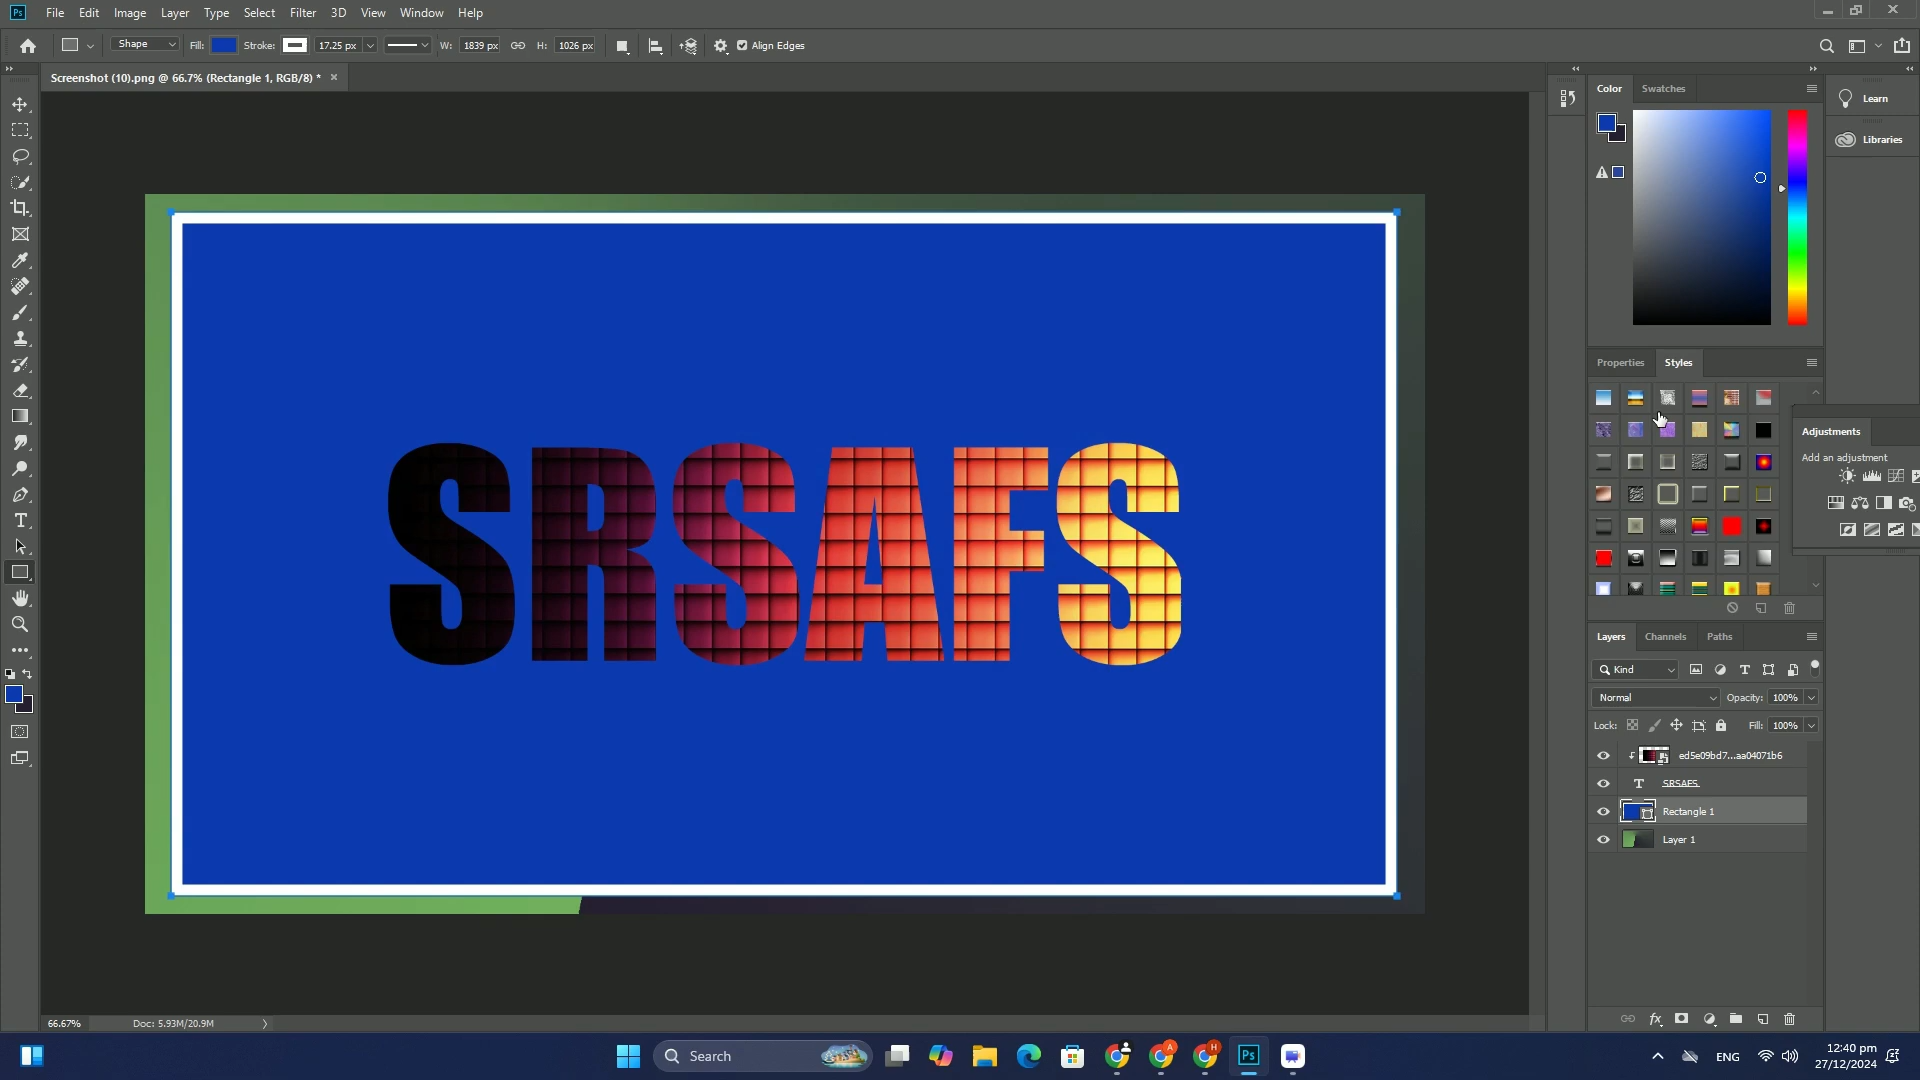 Ps File Edit Image Layer Type Select Filter 3D View Window Help
Shape Fill: Stroke: 17.25 px W: 1839 px H: 1026 px Align Edges
Screenshot (10).png @ 66.7% (Rectangle 1, RGB/8) * ×
Color Swatches
Learn
Libraries
Properties Styles
Adjustments
Add an adjustment
SRSAFS
Layers Channels Paths
Kind
Normal Opacity: 100%
Lock: Fill: 100%
ed5e09bd7...aa04071b6
T SRSAFS
Rectangle 1
Layer 1
fx
66.67% Doc: 5.93M/20.9M
Search
A
H
Ps
ENG
12:40 pm
27/12/2024